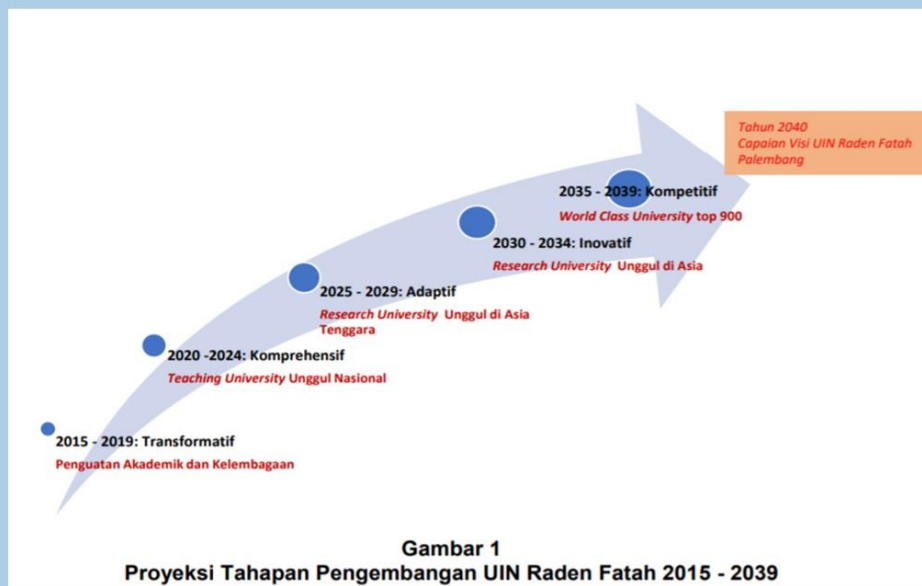 Tahun 2040
Capaian Visi UIN Raden Fatah
Palembang
2035 - 2039: Kompetitif
World Class University top 900
2030 - 2034: Inovatif
Research University Unggul di Asia
2025 - 2029: Adaptif
Research University Unggul di Asia
Tenggara
2020 -2024: Komprehensif
Teaching University Unggul Nasional
2015 - 2019: Transformatif
Penguatan Akademik dan Kelembagaan
Gambar 1
Proyeksi Tahapan Pengembangan UIN Raden Fatah 2015 - 2039